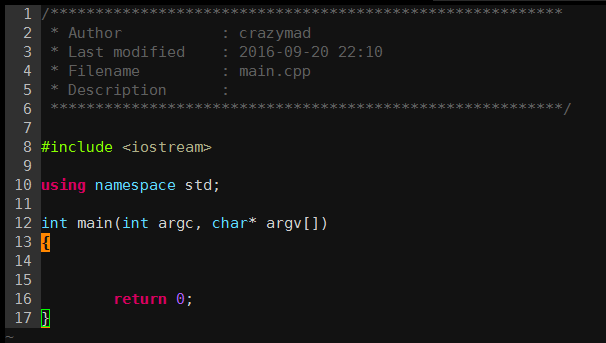 1 /*********************************************************
2  * Author           : crazymad
3  * Last modified    : 2016-09-20 22:10
4  * Filename         : main.cpp
5  * Description      :
6  *********************************************************/
7
8 #include <iostream>
9
10 using namespace std;
11
12 int main(int argc, char* argv[])
13 {
14
15
16         return 0;
17 }
~